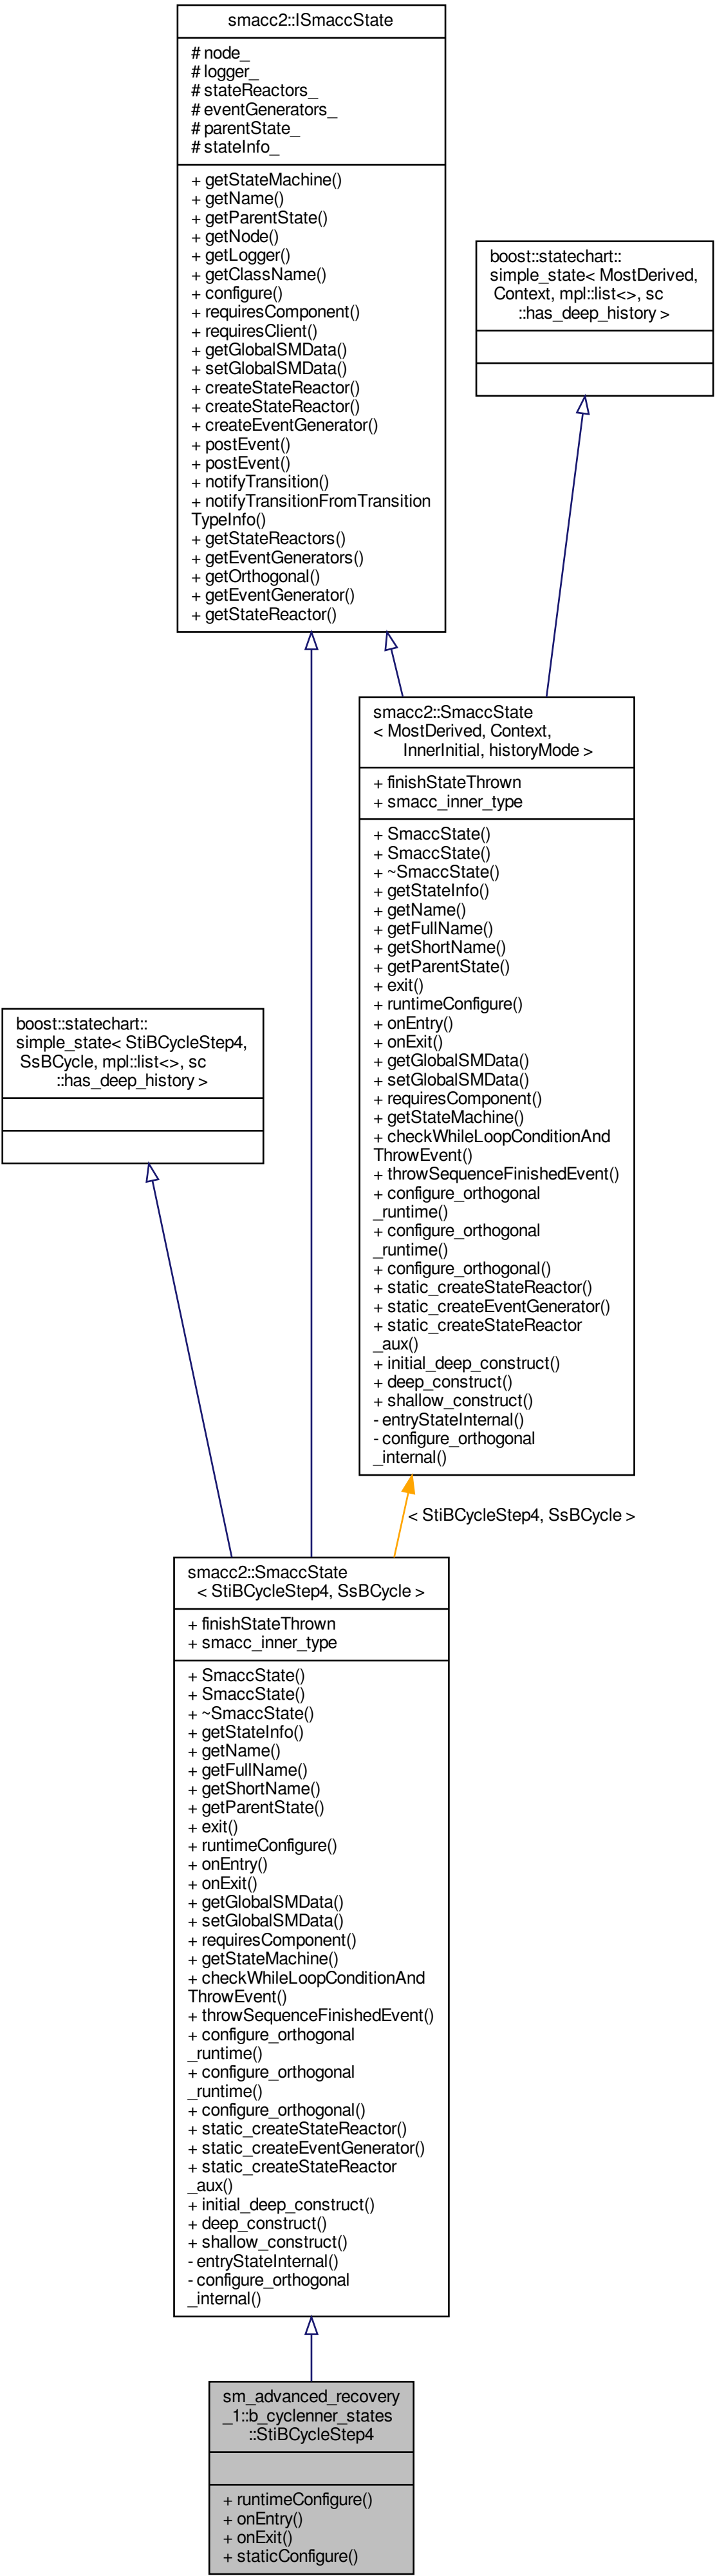 smacc2::ISmaccState
# node_
# logger_
# stateReactors_
# eventGenerators_
# parentState_
# stateInfo_
+ getStateMachine()
+ getName()
+ getParentState()
+ getNode()
+ getLogger()
+ getClassName()
+ configure()
+ requiresComponent()
+ requiresClient()
+ getGlobalSMData()
+ setGlobalSMData()
+ createStateReactor()
+ createStateReactor()
+ createEventGenerator()
+ postEvent()
+ postEvent()
+ notifyTransition()
+ notifyTransitionFromTransition
TypeInfo()
+ getStateReactors()
+ getEventGenerators()
+ getOrthogonal()
+ getEventGenerator()
+ getStateReactor()
boost::statechart::
simple_state< MostDerived,
Context, mpl::list<>, sc
::has_deep_history >
smacc2::SmaccState
< MostDerived, Context,
InnerInitial, historyMode >
+ finishStateThrown
+ smacc_inner_type
+ SmaccState()
+ SmaccState()
+ ~SmaccState()
+ getStateInfo()
+ getName()
+ getFullName()
+ getShortName()
+ getParentState()
+ exit()
+ runtimeConfigure()
+ onEntry()
+ onExit()
+ getGlobalSMData()
+ setGlobalSMData()
+ requiresComponent()
+ getStateMachine()
+ checkWhileLoopConditionAnd
ThrowEvent()
+ throwSequenceFinishedEvent()
+ configure_orthogonal
_runtime()
+ configure_orthogonal
_runtime()
+ configure_orthogonal()
+ static_createStateReactor()
+ static_createEventGenerator()
+ static_createStateReactor
_aux()
+ initial_deep_construct()
+ deep_construct()
+ shallow_construct()
- entryStateInternal()
- configure_orthogonal
_internal()
boost::statechart::
simple_state< StiBCycleStep4,
SsBCycle, mpl::list<>, sc
::has_deep_history >
< StiBCycleStep4, SsBCycle >
smacc2::SmaccState
< StiBCycleStep4, SsBCycle >
+ finishStateThrown
+ smacc_inner_type
+ SmaccState()
+ SmaccState()
+ ~SmaccState()
+ getStateInfo()
+ getName()
+ getFullName()
+ getShortName()
+ getParentState()
+ exit()
+ runtimeConfigure()
+ onEntry()
+ onExit()
+ getGlobalSMData()
+ setGlobalSMData()
+ requiresComponent()
+ getStateMachine()
+ checkWhileLoopConditionAnd
ThrowEvent()
+ throwSequenceFinishedEvent()
+ configure_orthogonal
_runtime()
+ configure_orthogonal
_runtime()
+ configure_orthogonal()
+ static_createStateReactor()
+ static_createEventGenerator()
+ static_createStateReactor
_aux()
+ initial_deep_construct()
+ deep_construct()
+ shallow_construct()
- entryStateInternal()
- configure_orthogonal
_internal()
sm_advanced_recovery
_1::b_cyclenner_states
::StiBCycleStep4
+ runtimeConfigure()
+ onEntry()
+ onExit()
+ staticConfigure()